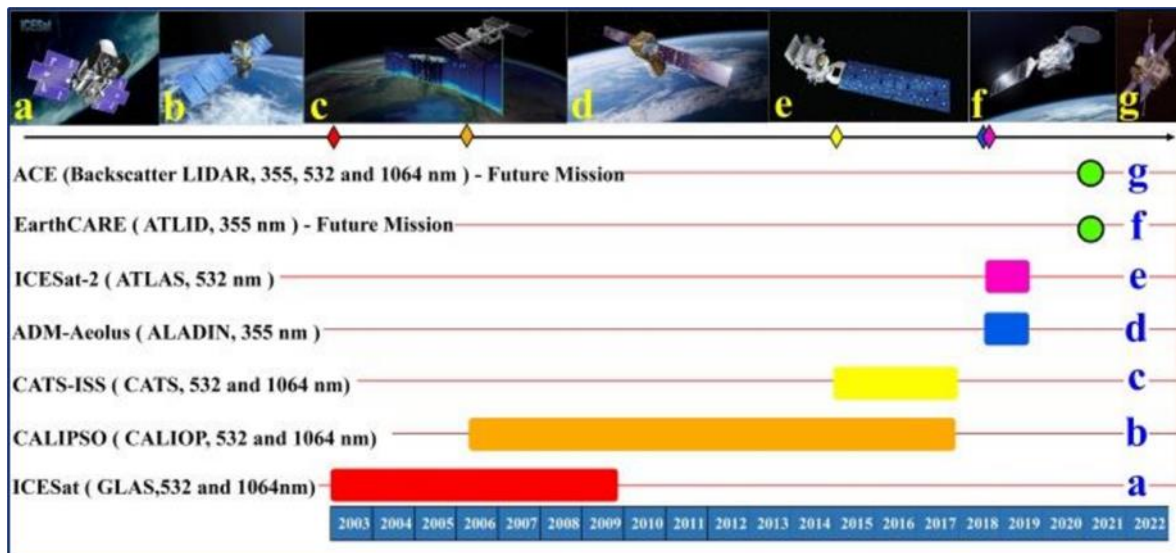 ICESat
a b c d e f g
ACE (Backscatter LIDAR, 355, 532 and 1064 nm ) - Future Mission g
EarthCARE ( ATLID, 355 nm ) - Future Mission f
ICESat-2 ( ATLAS, 532 nm ) e
ADM-Aeolus ( ALADIN, 355 nm ) d
CATS-ISS ( CATS, 532 and 1064 nm) c
CALIPSO ( CALIOP, 532 and 1064 nm) b
ICESat ( GLAS,532 and 1064nm) a
2003 2004 2005 2006 2007 2008 2009 2010 2011 2012 2013 2014 2015 2016 2017 2018 2019 2020 2021 2022